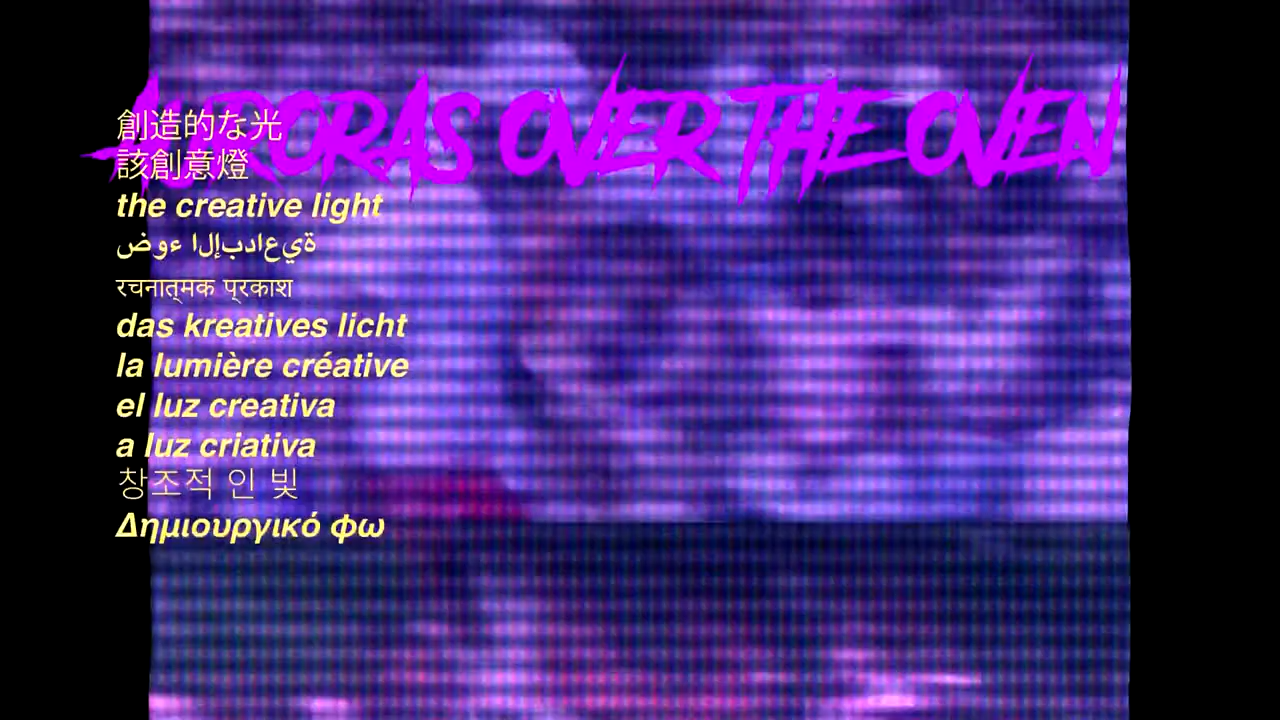 AURORAS OVER THE OVEN
創造的な光
該創意燈
the creative light
ضوء الإبداعية
रचनात्मक प्रकाश
das kreatives licht
la lumière créative
el luz creativa
a luz criativa
창조적 인 빛
Δημιουργικό φω